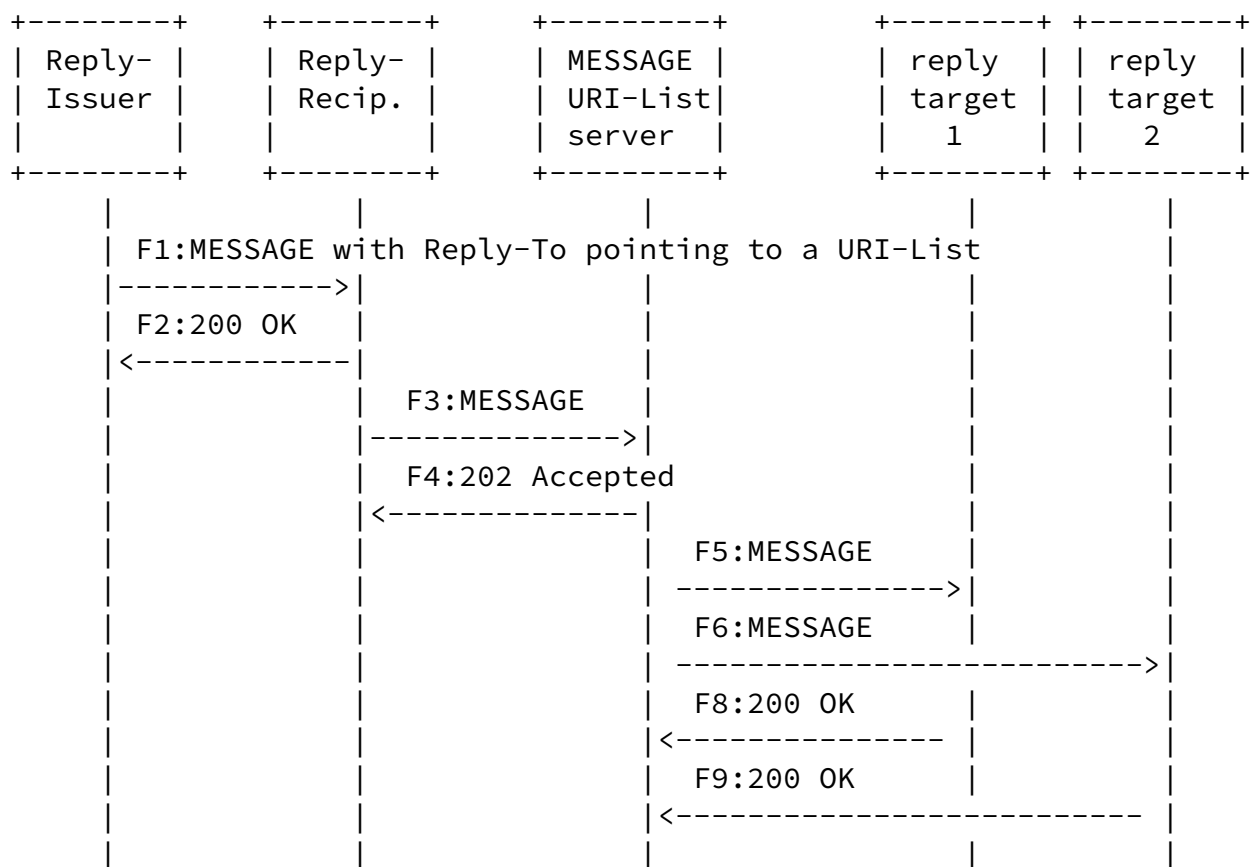 Reply- Reply- MESSAGE reply reply
Issuer Recip. URI-List target target
server 1 2
F1:MESSAGE with Reply-To pointing to a URI-List
F2:200 OK
F3:MESSAGE
F4:202 Accepted
F5:MESSAGE
F6:MESSAGE
F8:200 OK
F9:200 OK